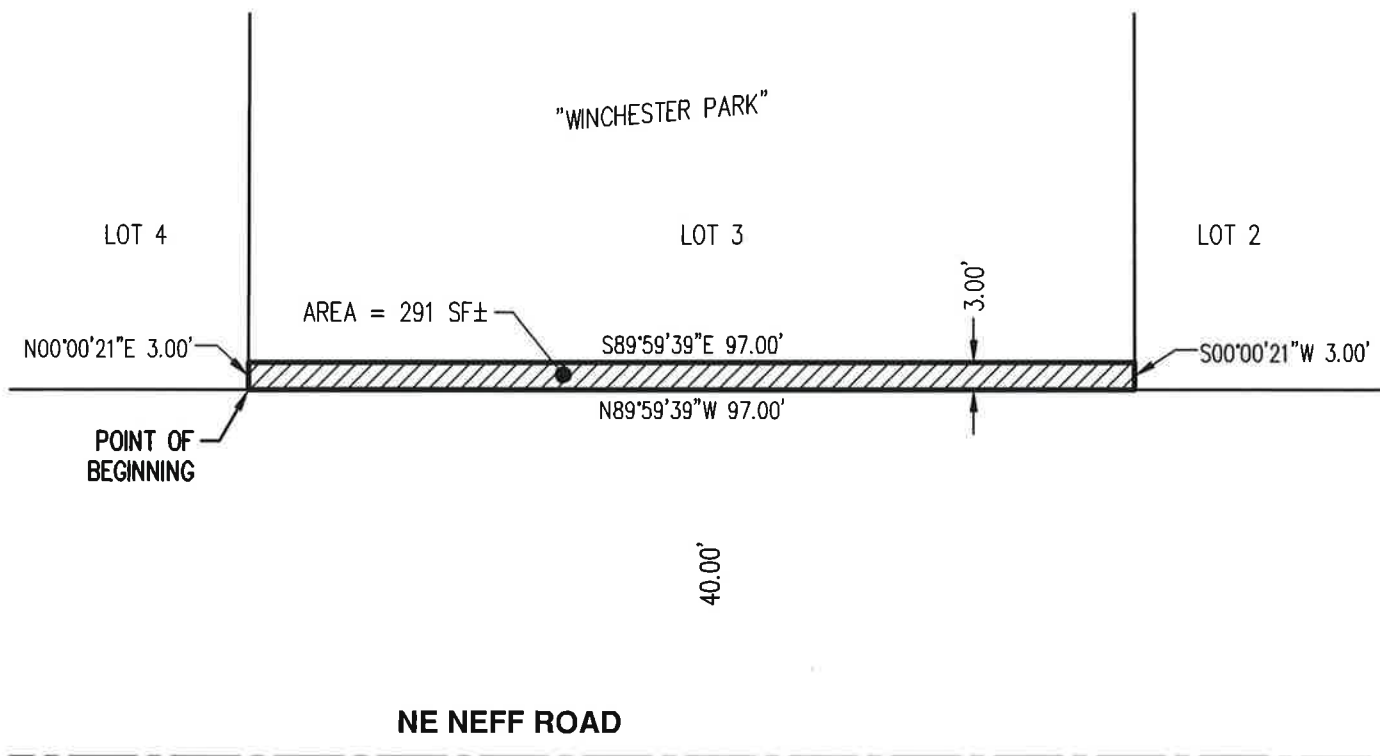 "WINCHESTER PARK"
LOT 4
LOT 3
LOT 2
3.00'
AREA = 291 SF±
N00°00'21"E 3.00'
S89°59'39"E 97.00'
S00°00'21"W 3.00'
N89°59'39"W 97.00'
POINT OF
BEGINNING
40.00'
NE NEFF ROAD